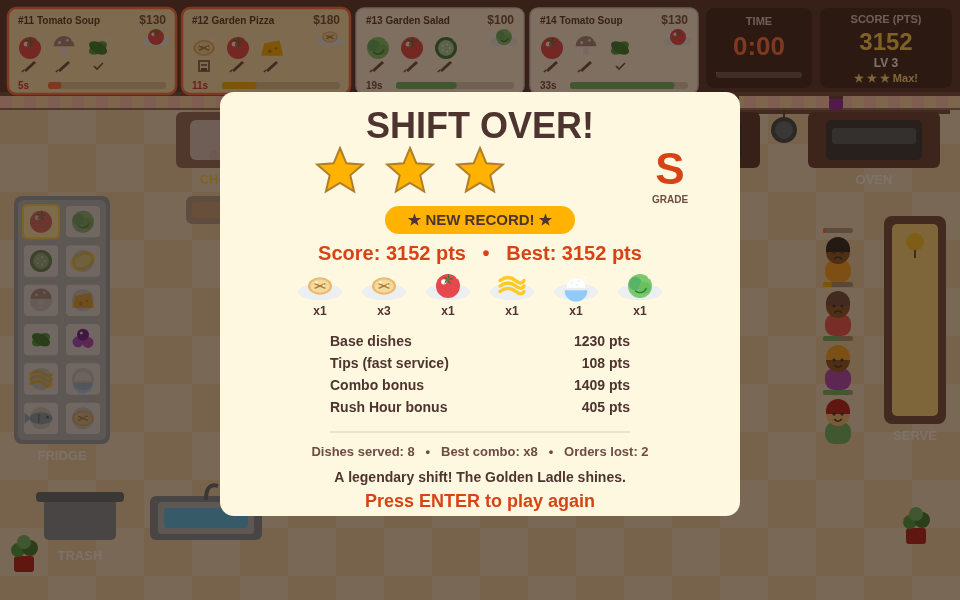 #11 Tomato Soup $130
5s
#12 Garden Pizza $180
11s
#13 Garden Salad $100
19s
#14 Tomato Soup $130
33s
TIME
0:00
SCORE (PTS)
3152
LV 3
★ ★ ★ Max!
SHIFT OVER!
S
GRADE
★ NEW RECORD! ★
Score: 3152 pts • Best: 3152 pts
x1 x3 x1 x1 x1 x1
Base dishes 1230 pts
Tips (fast service) 108 pts
Combo bonus 1409 pts
Rush Hour bonus 405 pts
Dishes served: 8 • Best combo: x8 • Orders lost: 2
A legendary shift! The Golden Ladle shines.
Press ENTER to play again
OVEN
FRIDGE
SERVE
TRASH